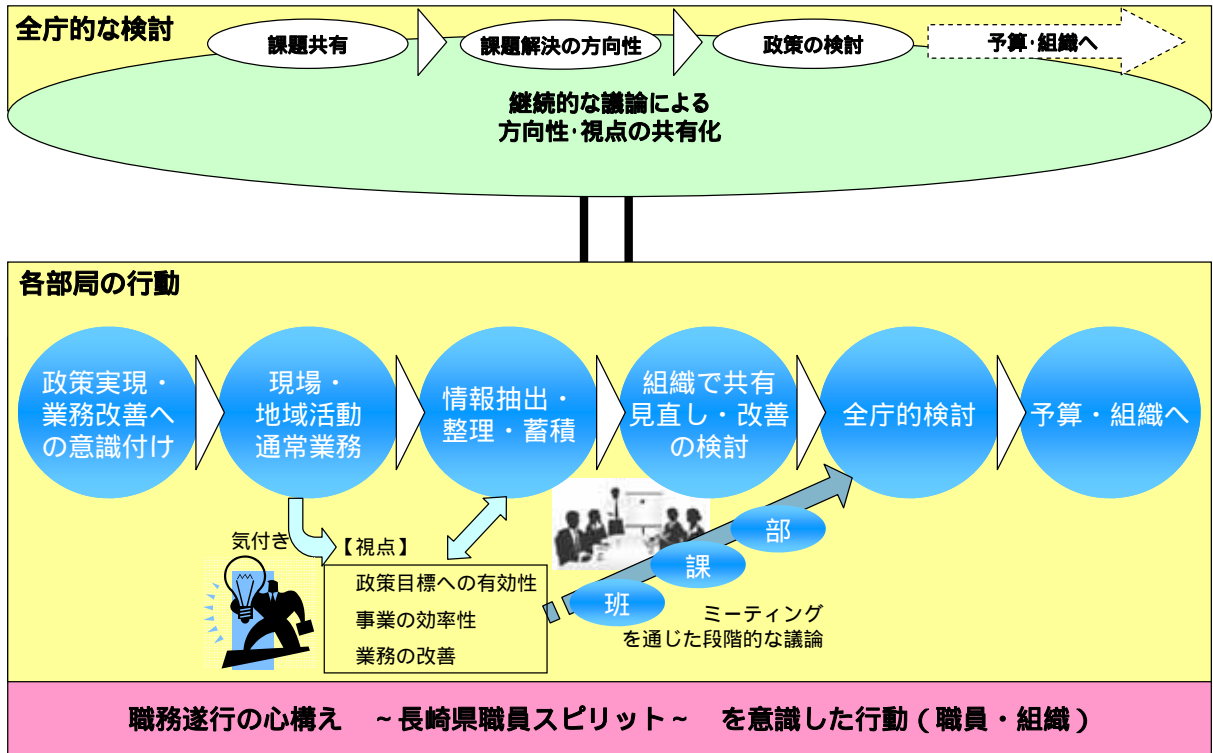 全庁的な検討
課題共有
課題解決の方向性
政策の検討
予算・組織へ
継続的な議論による
方向性・視点の共有化
各部局の行動
政策実現・
業務改善へ
の意識付け
現場・
地域活動
通常業務
情報抽出・
整理・蓄積
組織で共有
見直し・改善
の検討
全庁的検討
予算・組織へ
気付き
【視点】
政策目標への有効性
事業の効率性
業務の改善
班
課
部
ミーティング
を通じた段階的な議論
職務遂行の心構え ~長崎県職員スピリット~ を意識した行動(職員・組織)